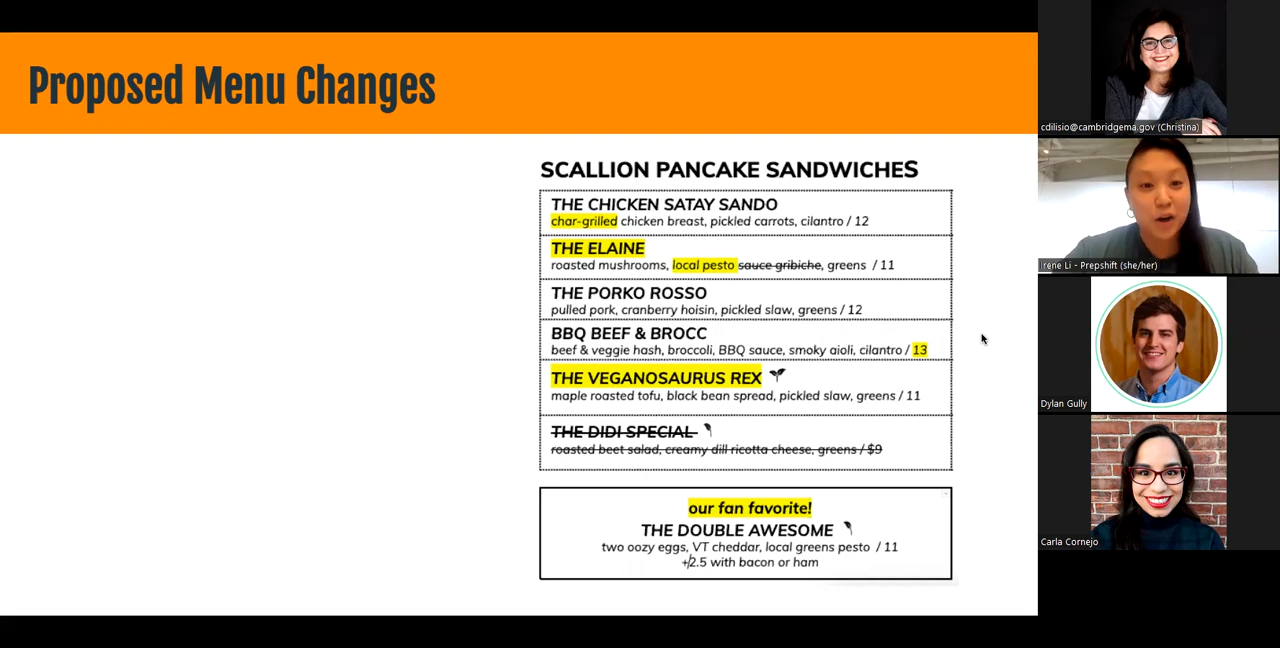 Proposed Menu Changes
SCALLION PANCAKE SANDWICHES
THE CHICKEN SATAY SANDO
char-grilled chicken breast, pickled carrots, cilantro / 12
THE ELAINE
roasted mushrooms, local pesto sauce gribiche, greens / 11
THE PORKO ROSSO
pulled pork, cranberry hoisin, pickled slaw, greens / 12
BBQ BEEF & BROCC
beef & veggie hash, broccoli, BBQ sauce, smoky aioli, cilantro / 13
THE VEGANOSAURUS REX
maple roasted tofu, black bean spread, pickled slaw, greens / 11
THE DIDI SPECIAL
roasted beet salad, creamy dill ricotta cheese, greens / $9
our fan favorite!
THE DOUBLE AWESOME
two oozy eggs, VT cheddar, local greens pesto / 11
+2.5 with bacon or ham
cdilisio@cambridgema.gov (Christina)
Irene Li - Prepshift (she/her)
Dylan Gully
Carla Cornejo